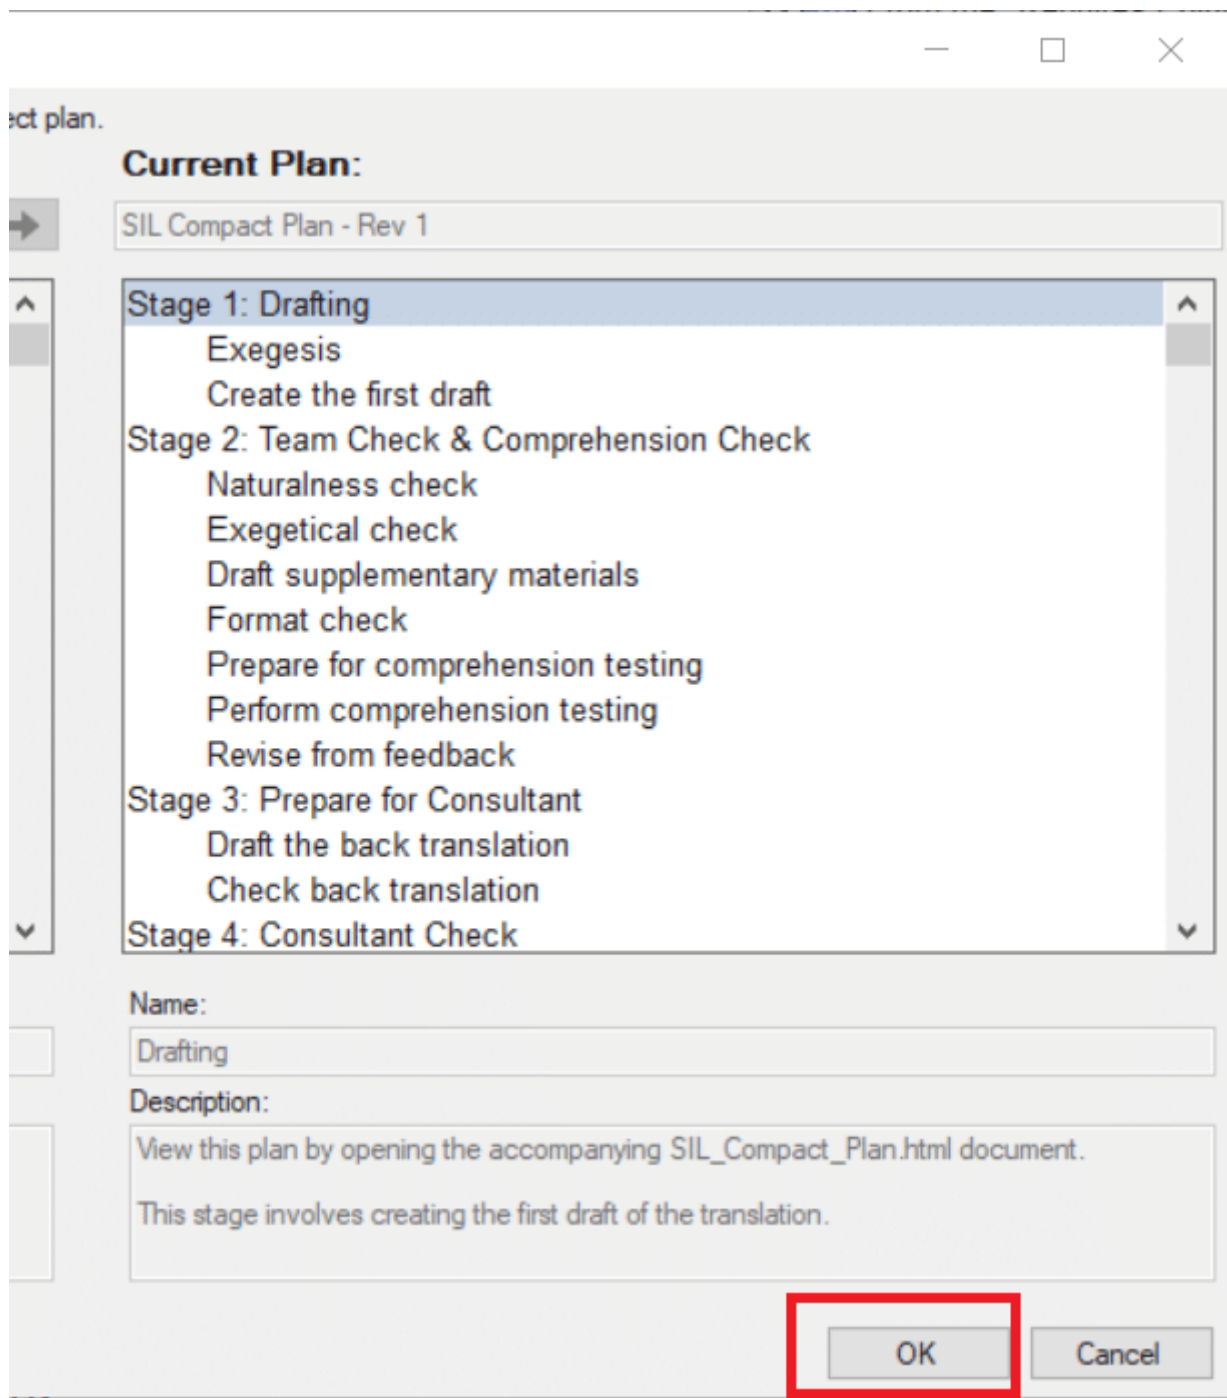 ect plan.
Current Plan:
SIL Compact Plan - Rev 1
Stage 1: Drafting
Exegesis
Create the first draft
Stage 2: Team Check & Comprehension Check
Naturalness check
Exegetical check
Draft supplementary materials
Format check
Prepare for comprehension testing
Perform comprehension testing
Revise from feedback
Stage 3: Prepare for Consultant
Draft the back translation
Check back translation
Stage 4: Consultant Check
Name:
Drafting
Description:
View this plan by opening the accompanying SIL_Compact_Plan.html document.
This stage involves creating the first draft of the translation.
OK Cancel